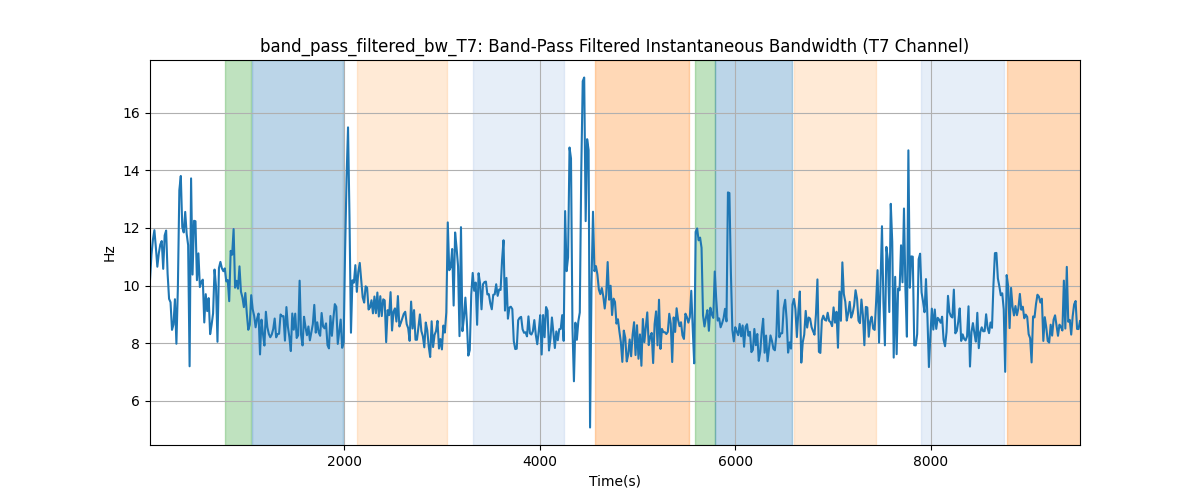 band_pass_filtered_bw_T7: Band-Pass Filtered Instantaneous Bandwidth (T7 Channel)
16
14
12
10
8
6
Hz
2000 4000 6000 8000
Time(s)